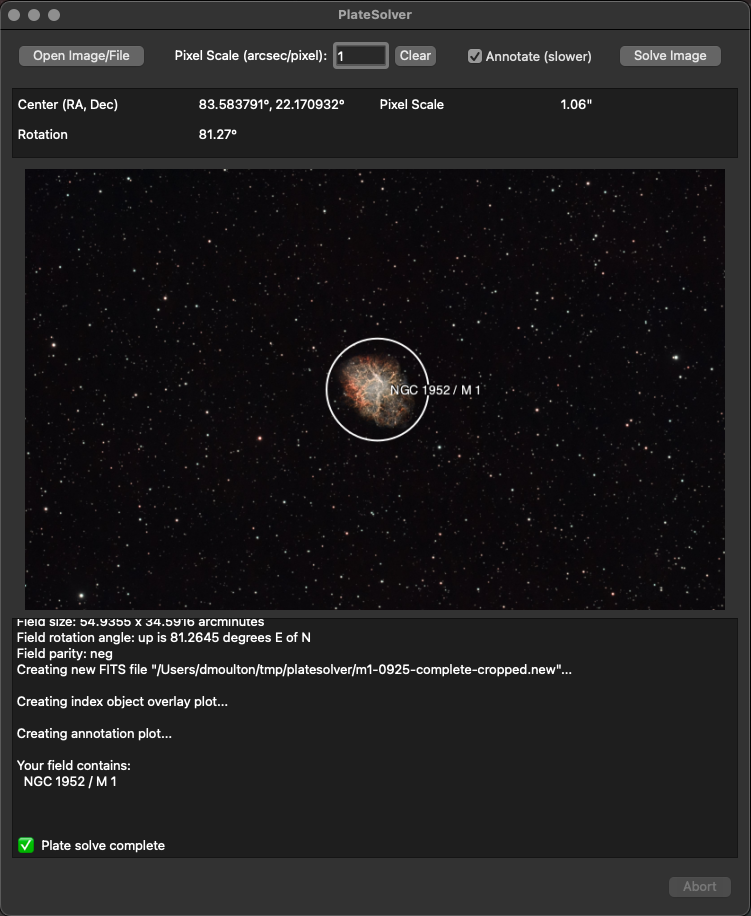 PlateSolver
Open Image/File Pixel Scale (arcsec/pixel): 1 Clear Annotate (slower) Solve Image
Center (RA, Dec) 83.583791º, 22.170932º Pixel Scale 1.06"
Rotation 81.27º
NGC 1952 / M 1
Field size: 54.9355 x 34.5916 arcminutes
Field rotation angle: up is 81.2645 degrees E of N
Field parity: neg
Creating new FITS file "/Users/dmoulton/tmp/platesolver/m1-0925-complete-cropped.new"...
Creating index object overlay plot...
Creating annotation plot...
Your field contains:
NGC 1952 / M 1
Plate solve complete
Abort